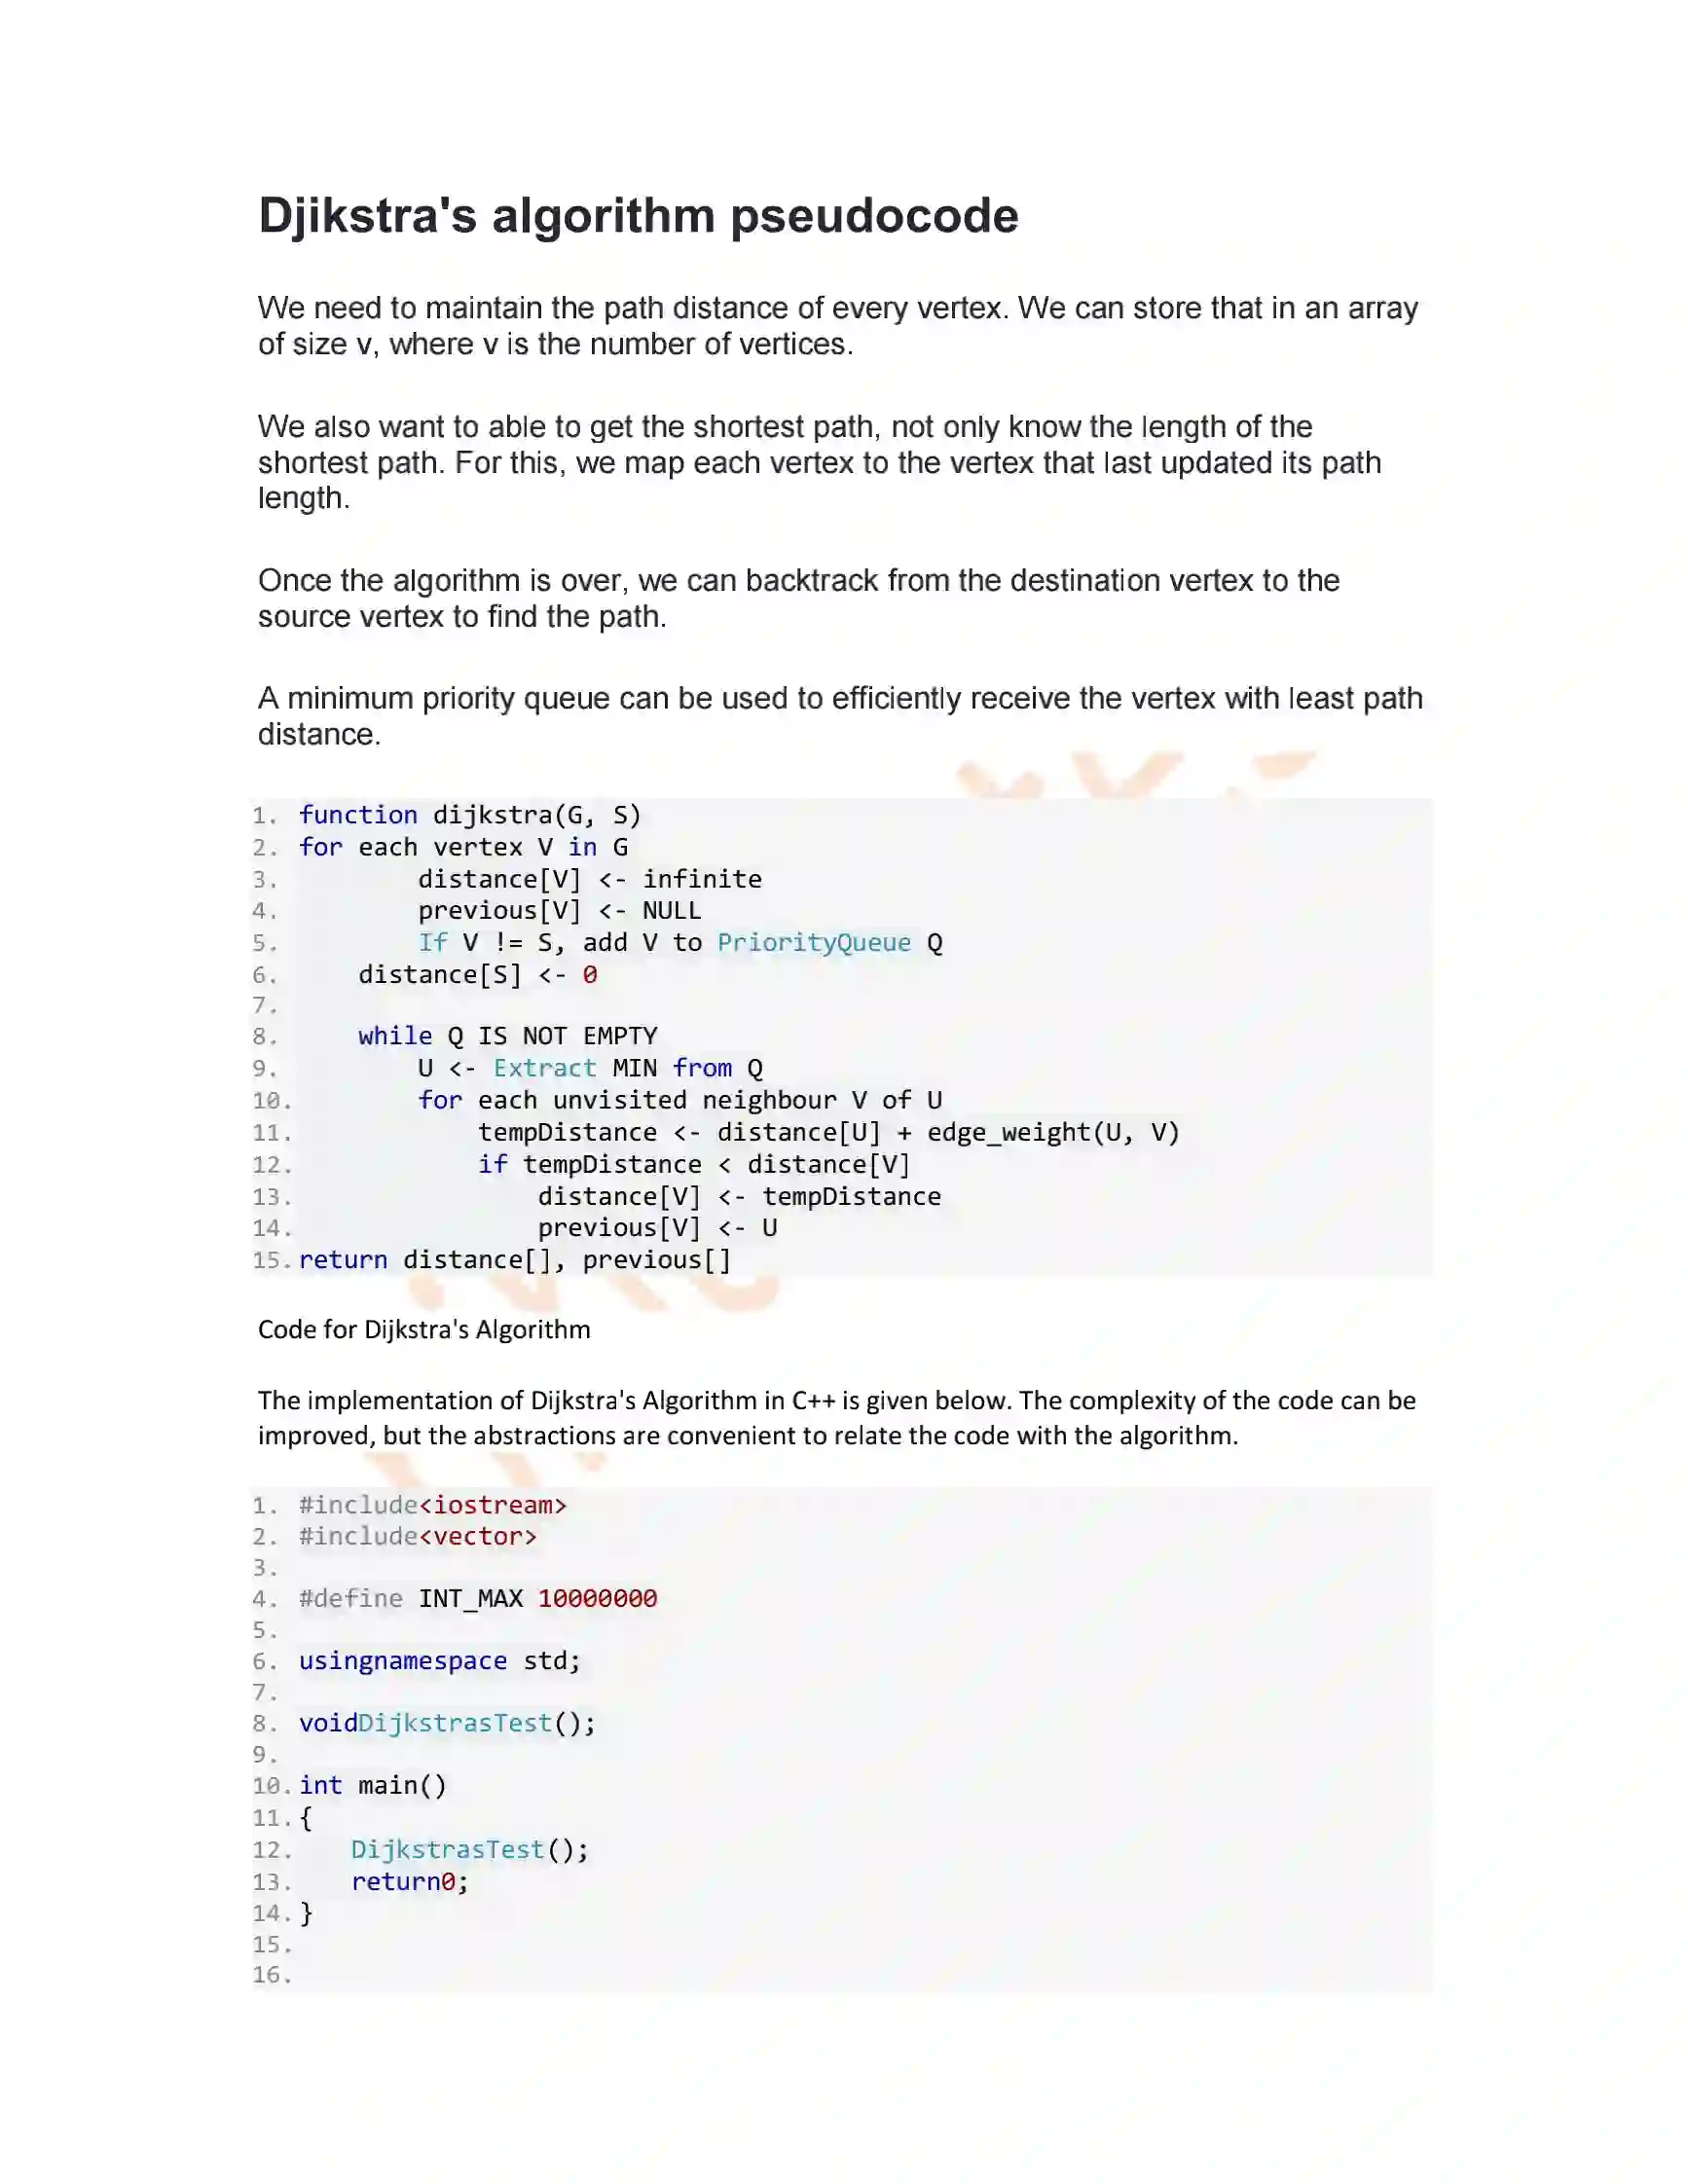 Djikstra's algorithm pseudocode
We need to maintain the path distance of every vertex. We can store that in an array
of size v, where v is the number of vertices.
We also want to able to get the shortest path, not only know the length of the
shortest path. For this, we map each vertex to the vertex that last updated its path
length.
Once the algorithm is over, we can backtrack from the destination vertex to the
source vertex to find the path.
A minimum priority queue can be used to efficiently receive the vertex with least path
distance.
1. function dijkstra(G, S)
2. for each vertex V in G
3.         distance[V] <- infinite
4.         previous[V] <- NULL
5.         If V != S, add V to PriorityQueue Q
6.     distance[S] <- 0
7.
8.     while Q IS NOT EMPTY
9.         U <- Extract MIN from Q
10.         for each unvisited neighbour V of U
11.             tempDistance <- distance[U] + edge_weight(U, V)
12.             if tempDistance < distance[V]
13.                 distance[V] <- tempDistance
14.                 previous[V] <- U
15. return distance[], previous[]
Code for Dijkstra's Algorithm
The implementation of Dijkstra's Algorithm in C++ is given below. The complexity of the code can be
improved, but the abstractions are convenient to relate the code with the algorithm.
1. #include<iostream>
2. #include<vector>
3.
4. #define INT_MAX 10000000
5.
6. usingnamespace std;
7.
8. voidDijkstrasTest();
9.
10. int main()
11. {
12.    DijkstrasTest();
13.    return0;
14. }
15.
16.